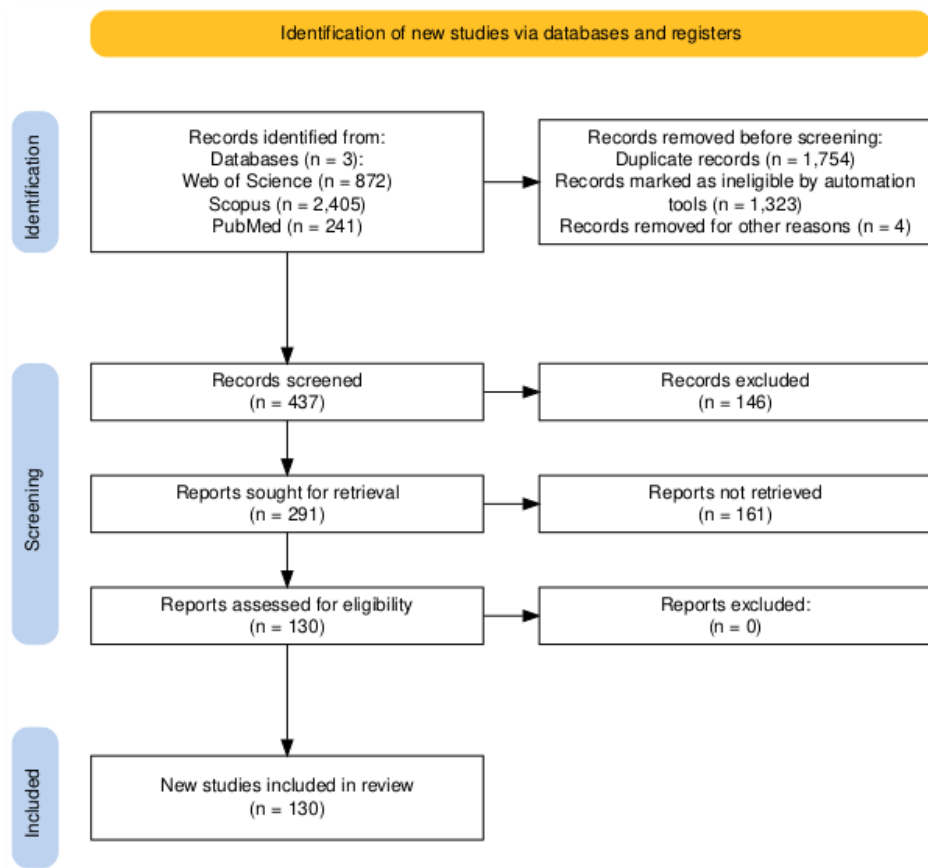 Identification of new studies via databases and registers
Identification
Records identified from:
Databases (n = 3):
Web of Science (n = 872)
Scopus (n = 2,405)
PubMed (n = 241)
Records removed before screening:
Duplicate records (n = 1,754)
Records marked as ineligible by automation
tools (n = 1,323)
Records removed for other reasons (n = 4)
Screening
Records screened
(n = 437)
Records excluded
(n = 146)
Reports sought for retrieval
(n = 291)
Reports not retrieved
(n = 161)
Reports assessed for eligibility
(n = 130)
Reports excluded:
(n = 0)
Included
New studies included in review
(n = 130)